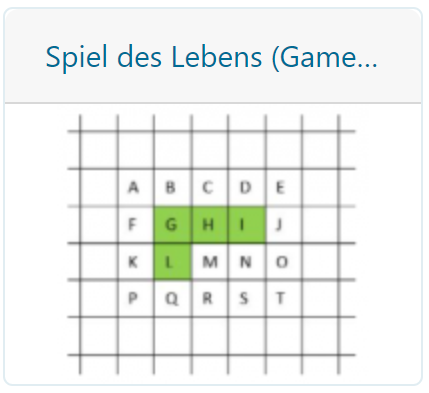 Spiel des Lebens (Game...
A B C D E
F G H I J
K L M N O
P Q R S T